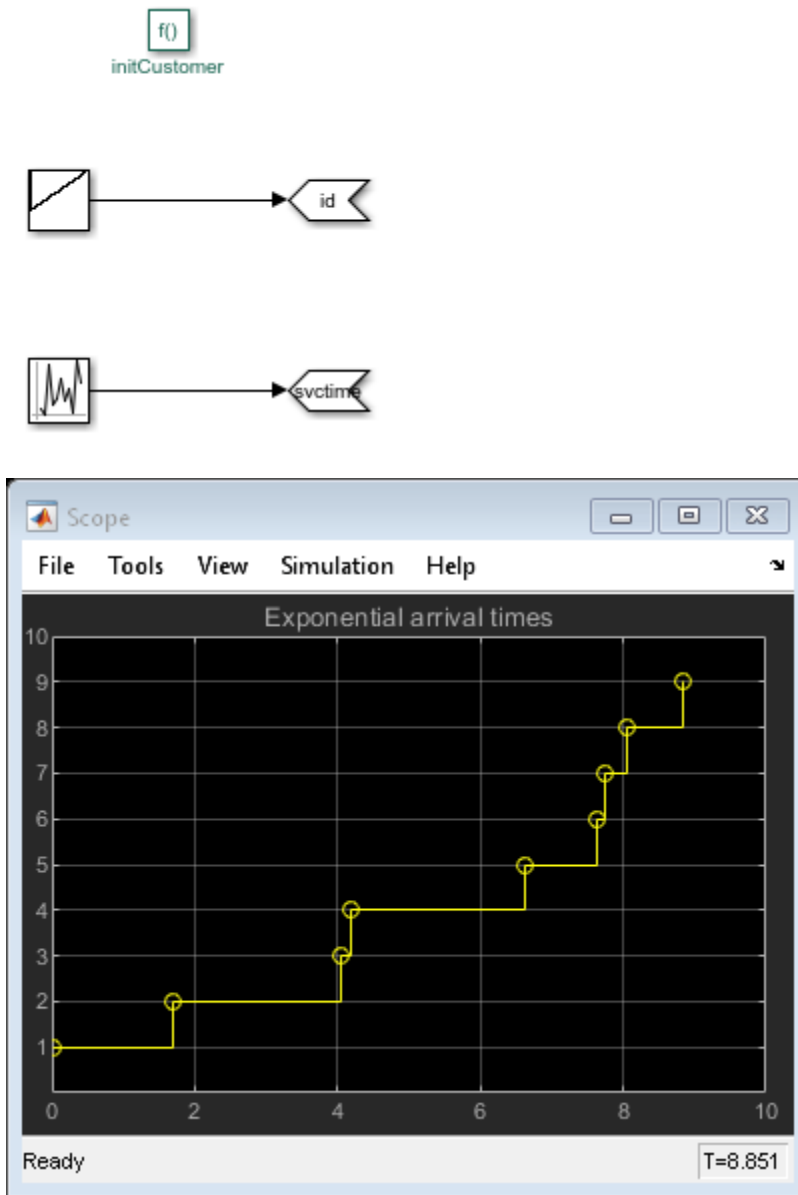 f()
initCustomer
id
svctime
Scope
File Tools View Simulation Help
Exponential arrival times
10
9
8
7
6
5
4
3
2
1
0 2 4 6 8 10
Ready T=8.851